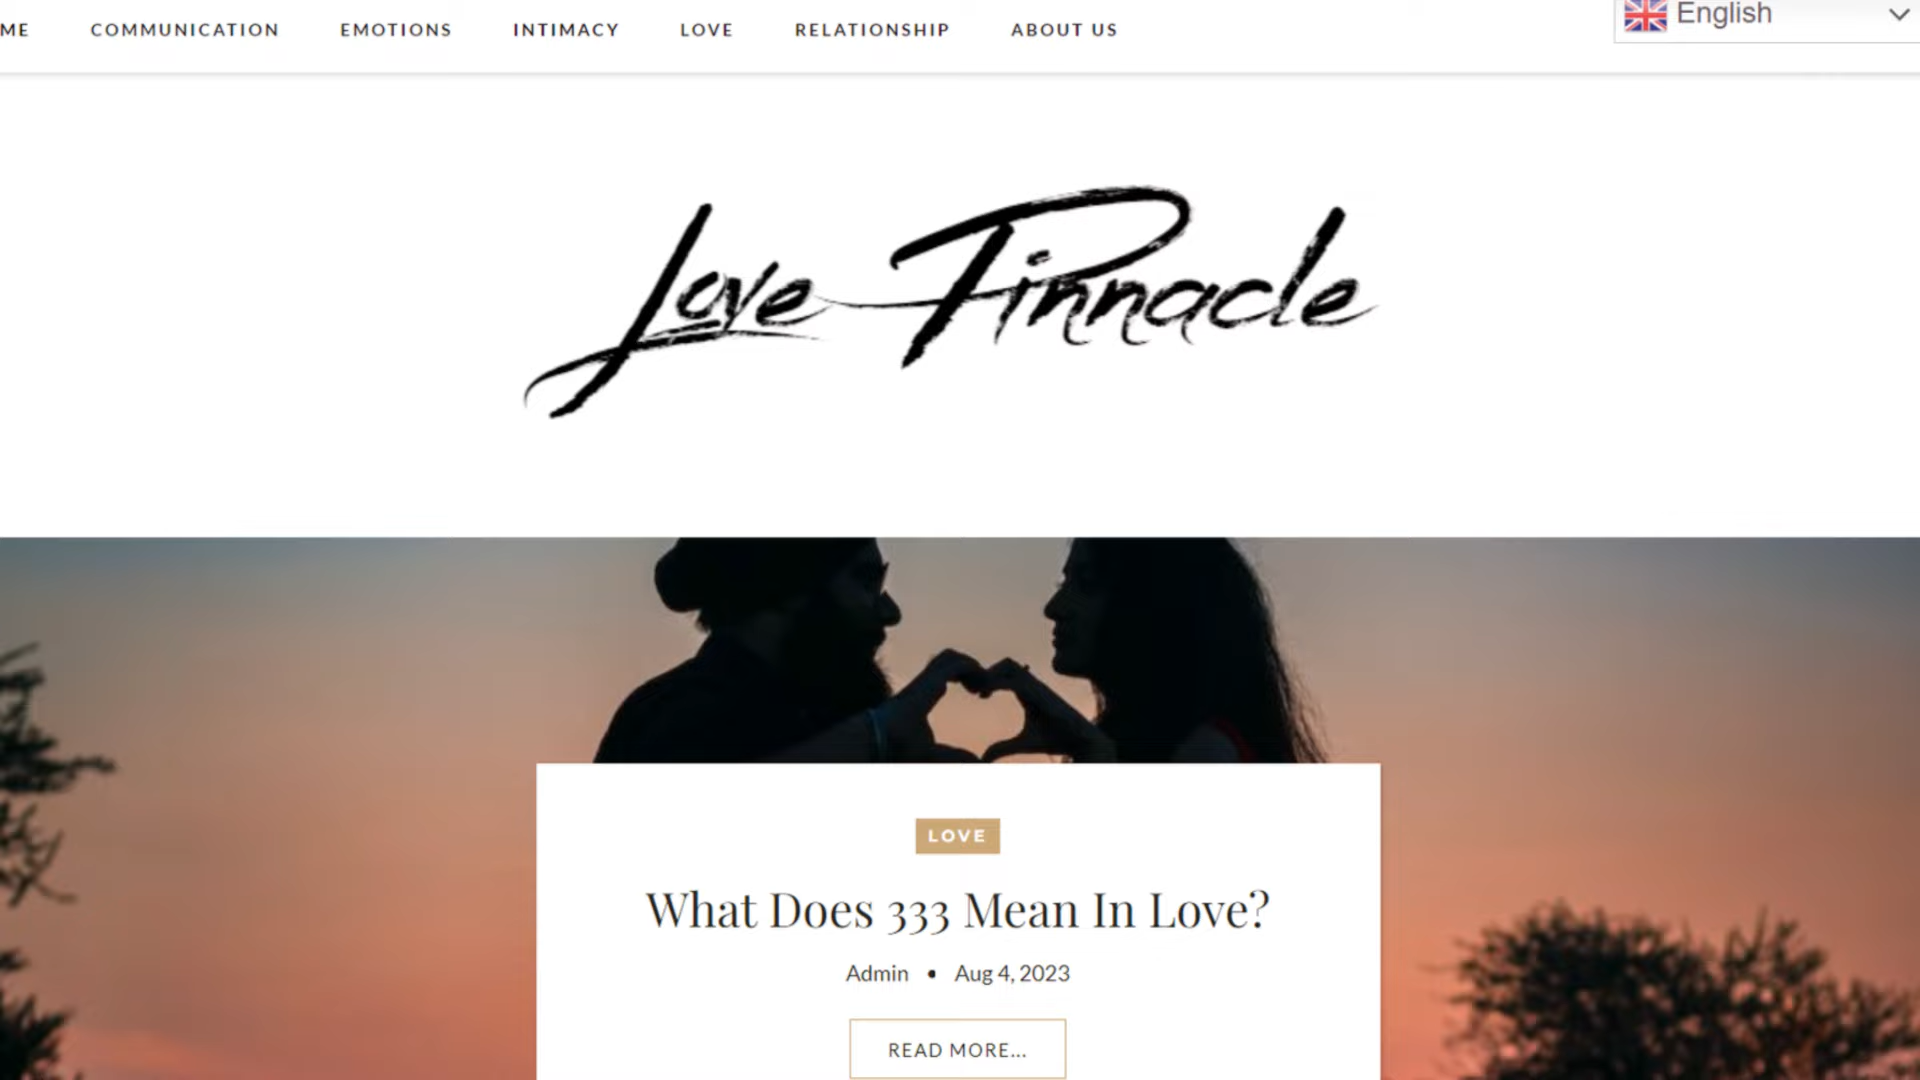 ME COMMUNICATION EMOTIONS INTIMACY LOVE RELATIONSHIP ABOUT US English
Love Pinnacle
LOVE
What Does 333 Mean In Love?
Admin • Aug 4, 2023
READ MORE...